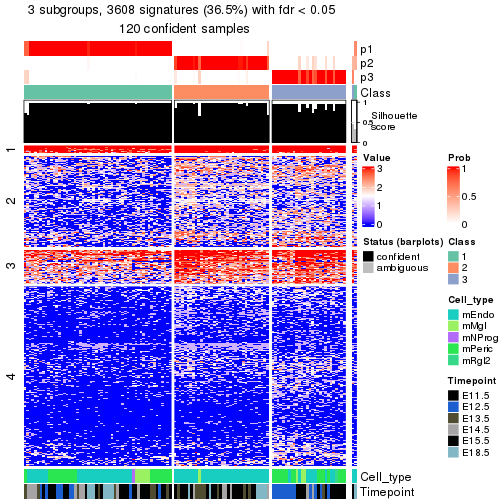 3 subgroups, 3608 signatures (36.5%) with fdr < 0.05
120 confident samples
p1
p2
p3
Class
1
0.5
0
Silhouette
score
1
2
3
4
Value
3
2
1
0
Prob
1
0.5
0
Status (barplots)
confident
ambiguous
Class
1
2
3
Cell_type
mEndo
mMgl
mNProg
mPeric
mRgl2
Timepoint
E11.5
E12.5
E13.5
E14.5
E15.5
E18.5
Cell_type
Timepoint